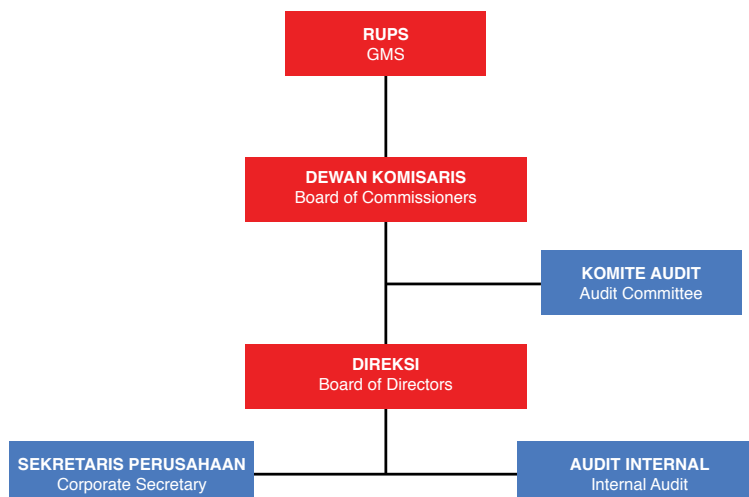 RUPS
GMS
DEWAN KOMISARIS
Board of Commissioners
KOMITE AUDIT
Audit Committee
DIREKSI
Board of Directors
SEKRETARIS PERUSAHAAN
Corporate Secretary
AUDIT INTERNAL
Internal Audit